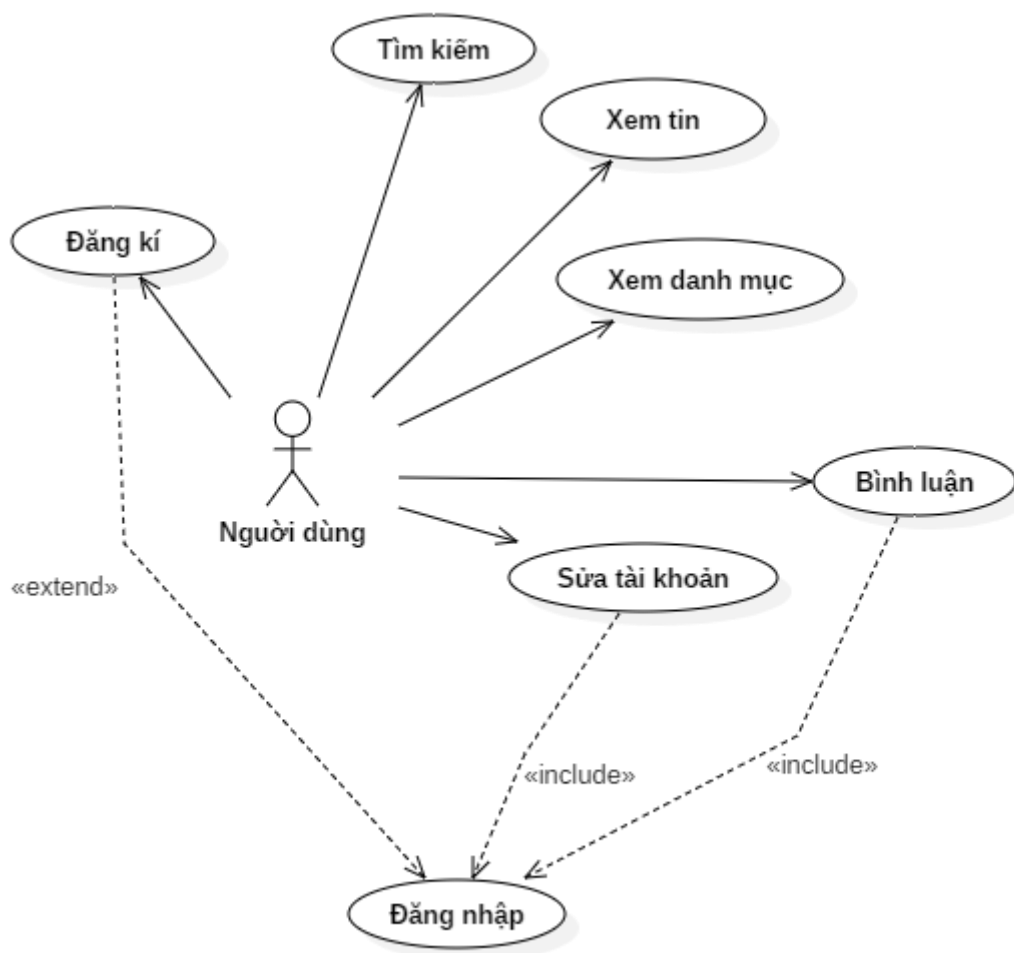 Tìm kiếm
Xem tin
Đăng kí
Xem danh mục
Bình luận
Người dùng
Sửa tài khoản
«extend»
«include»
«include»
Đăng nhập